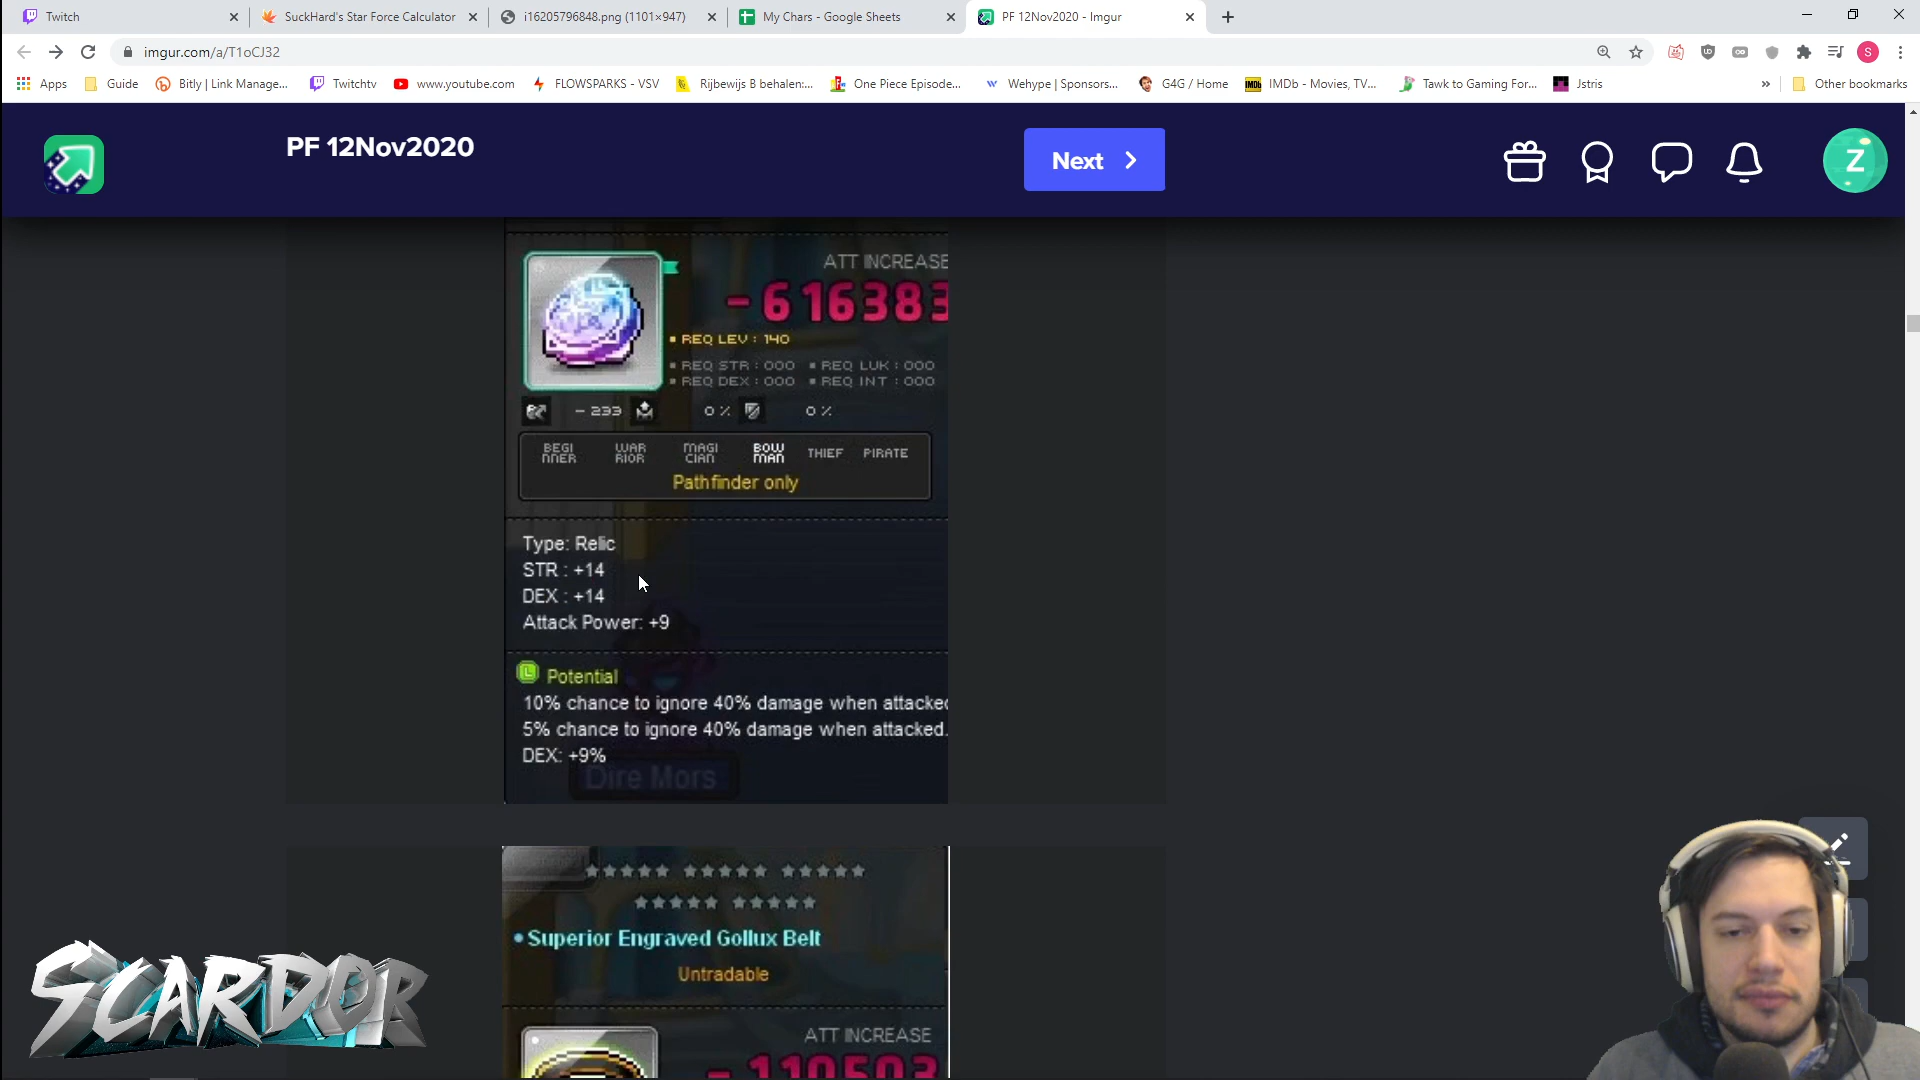 Twitch
SuckHard's Star Force Calculator
i16205796848.png (1101×947)
My Chars - Google Sheets
PF 12Nov2020 - Imgur
imgur.com/a/T1oCJ32
S
Apps
Guide
Bitly | Link Manage...
Twitchtv
www.youtube.com
FLOWSPARKS - VSV
Rijbewijs B behalen:...
One Piece Episode...
Wehype | Sponsors...
G4G / Home
IMDb - Movies, TV...
Tawk to Gaming For...
Jstris
Other bookmarks
PF 12Nov2020
Next
Z
ATT INCREASE
-616383
REQ LEV : 140
REQ STR : 000 REQ LUK : 000
REQ DEX : 000 REQ INT : 000
- 233 0 % 0 %
BEGINNER WARRIOR MAGICIAN BOWMAN THIEF PIRATE
Pathfinder only
Type: Relic
STR : +14
DEX : +14
Attack Power: +9
L Potential
10% chance to ignore 40% damage when attacked
5% chance to ignore 40% damage when attacked.
DEX: +9%
Dire Mors
Superior Engraved Gollux Belt
Untradable
ATT INCREASE
-110503
SCARDOR